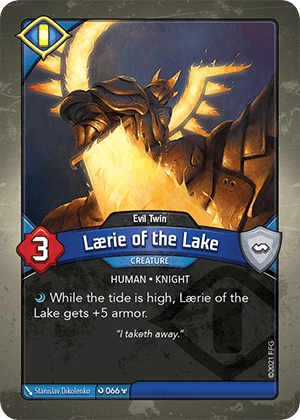 Evil Twin
Lærie of the Lake
CREATURE
3
HUMAN • KNIGHT
While the tide is high, Lærie of the
Lake gets +5 armor.
"I taketh away."
©2021 FFG
Stanislav Dikolenko
066